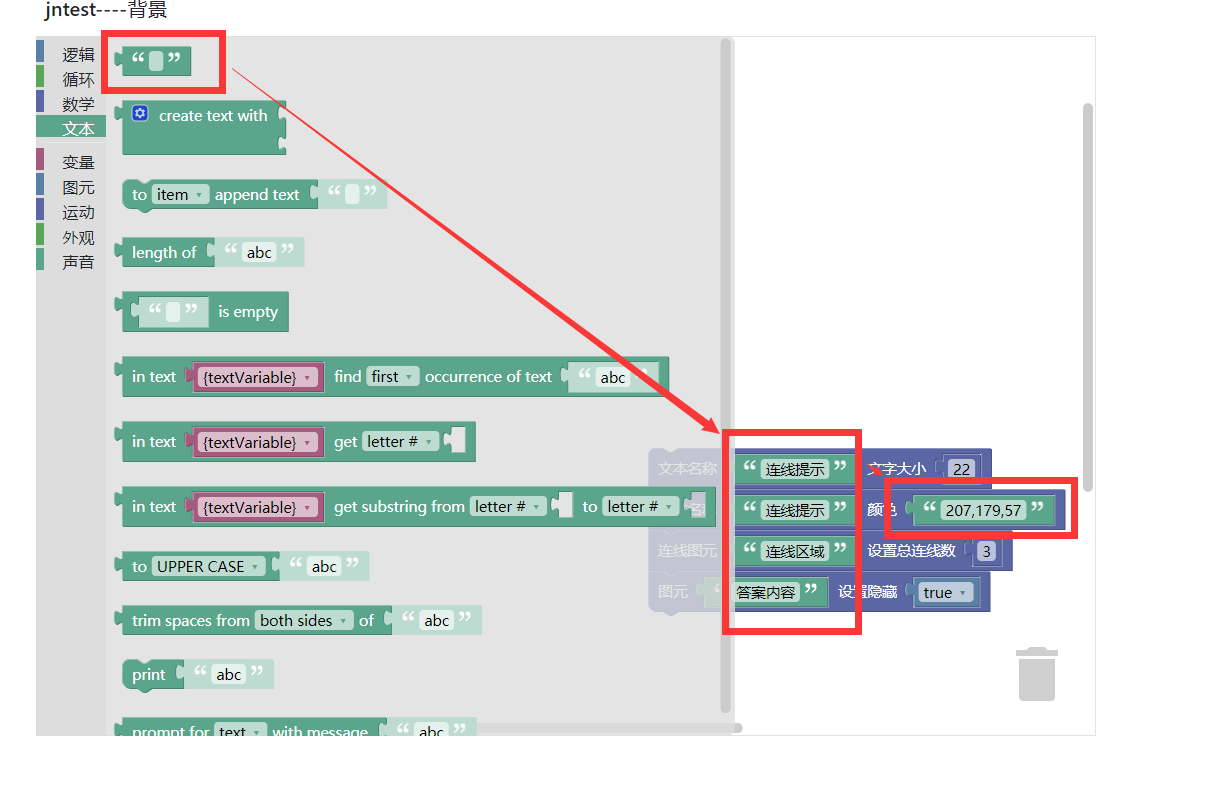 jntest----背景
逻辑
循环
数学
文本
变量
图元
运动
外观
声音
“ ”
create text with
to item append text “ ”
length of “ abc ”
“ ” is empty
in text {textVariable} find first occurrence of text “ abc ”
in text {textVariable} get letter #
in text {textVariable} get substring from letter # to letter #
to UPPER CASE “ abc ”
trim spaces from both sides of “ abc ”
print “ abc ”
prompt for text with message “ abc ”
文本名称 “ 连线提示 ” 文字大小 22
“ 连线提示 ” 颜色 “ 207,179,57 ”
连线图元 “ 连线区域 ” 设置总连线数 3
图元 “ 答案内容 ” 设置隐藏 true